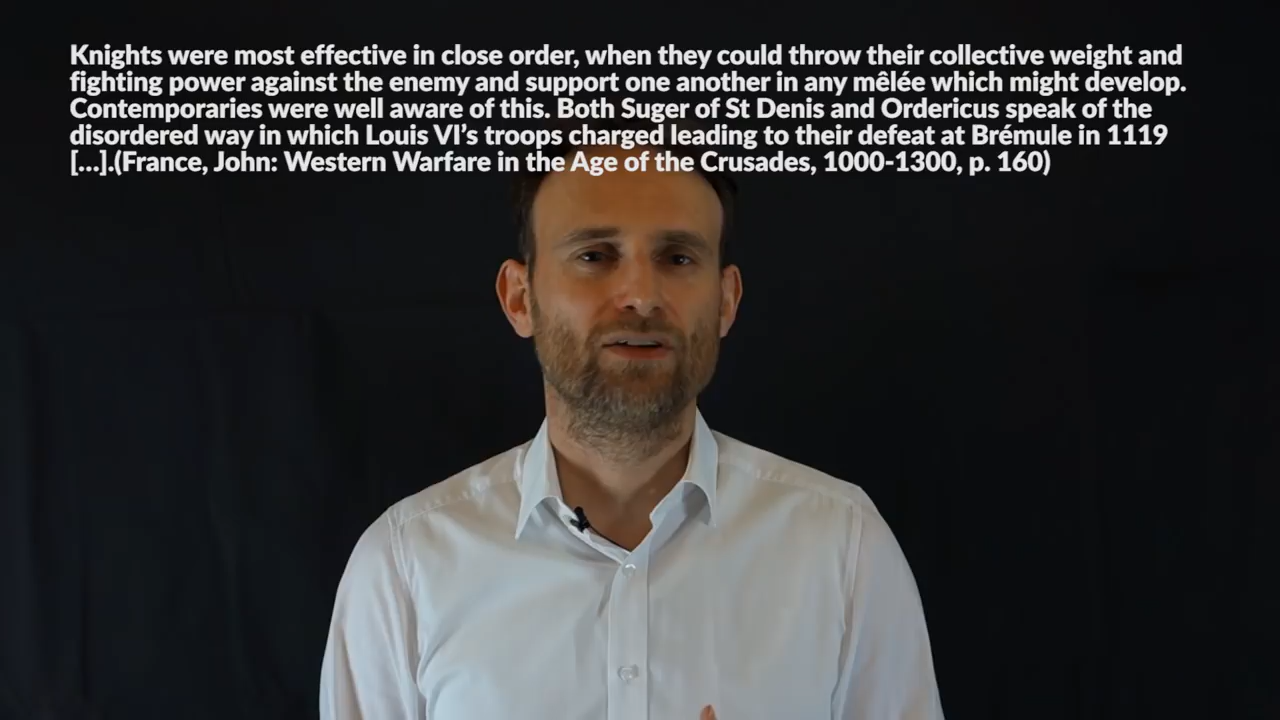 Knights were most effective in close order, when they could throw their collective weight and
fighting power against the enemy and support one another in any mêlée which might develop.
Contemporaries were well aware of this. Both Suger of St Denis and Ordericus speak of the
disordered way in which Louis VI’s troops charged leading to their defeat at Brémule in 1119
[…].(France, John: Western Warfare in the Age of the Crusades, 1000-1300, p. 160)